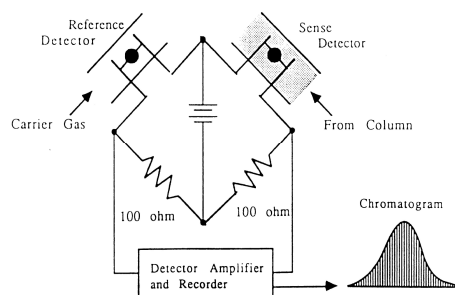 Reference
Detector
Sense
Detector
Carrier Gas
From Column
100 ohm
100 ohm
Chromatogram
Detector Amplifier
and Recorder